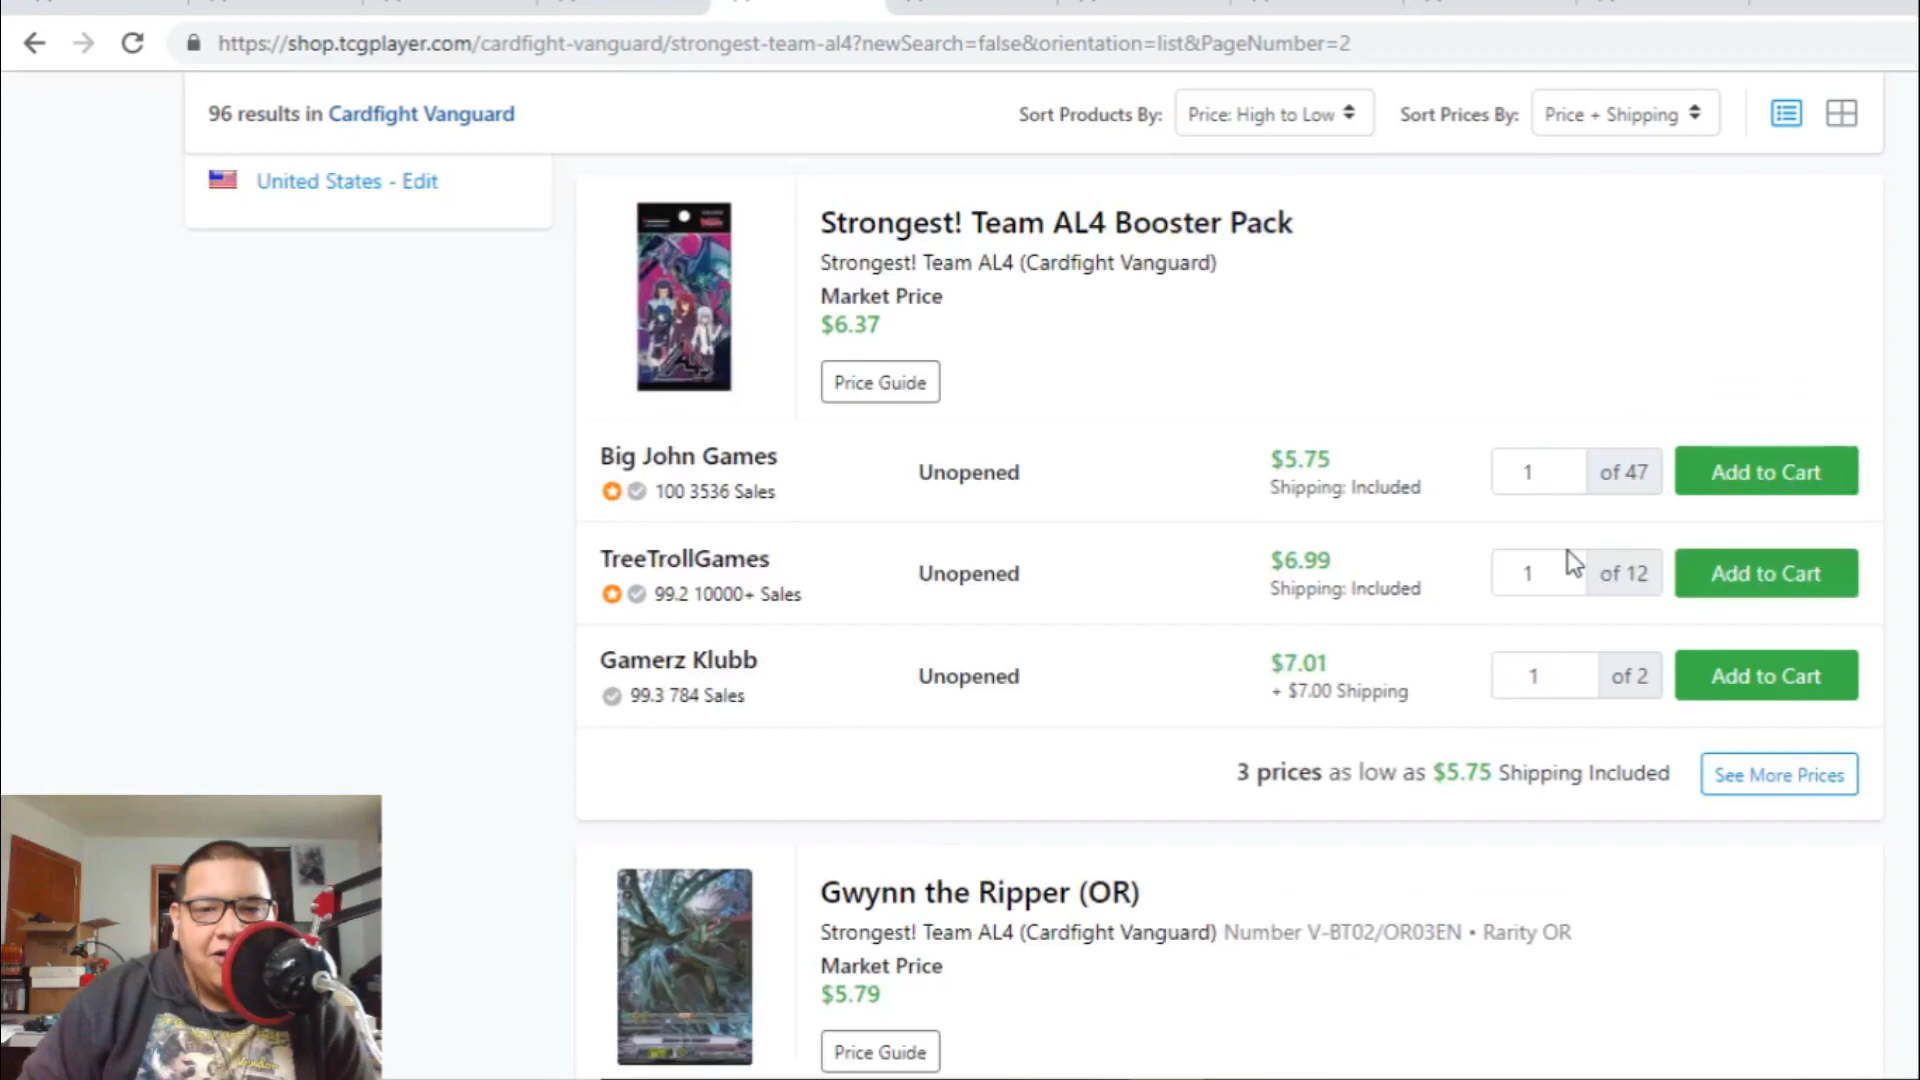 https://shop.tcgplayer.com/cardfight-vanguard/strongest-team-al4?newSearch=false&orientation=list&PageNumber=2
96 results in Cardfight Vanguard
Sort Products By: Price: High to Low
Sort Prices By: Price + Shipping
United States - Edit
Strongest! Team AL4 Booster Pack
Strongest! Team AL4 (Cardfight Vanguard)
Market Price
$6.37
Price Guide
Big John Games
100 3536 Sales
Unopened
$5.75
Shipping: Included
1 of 47
Add to Cart
TreeTrollGames
99.2 10000+ Sales
Unopened
$6.99
Shipping: Included
1 of 12
Add to Cart
Gamerz Klubb
99.3 784 Sales
Unopened
$7.01
+ $7.00 Shipping
1 of 2
Add to Cart
3 prices as low as $5.75 Shipping Included
See More Prices
Gwynn the Ripper (OR)
Strongest! Team AL4 (Cardfight Vanguard) Number V-BT02/OR03EN • Rarity OR
Market Price
$5.79
Price Guide